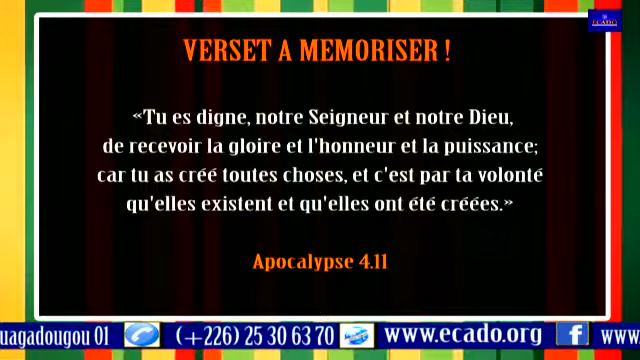 ECADO
VERSET A MEMORISER !
«Tu es digne, notre Seigneur et notre Dieu,
de recevoir la gloire et l'honneur et la puissance;
car tu as créé toutes choses, et c'est par ta volonté
qu'elles existent et qu'elles ont été créées.»
Apocalypse 4.11
uagadougou 01 (+226) 25 30 63 70 www.ecado.org f www